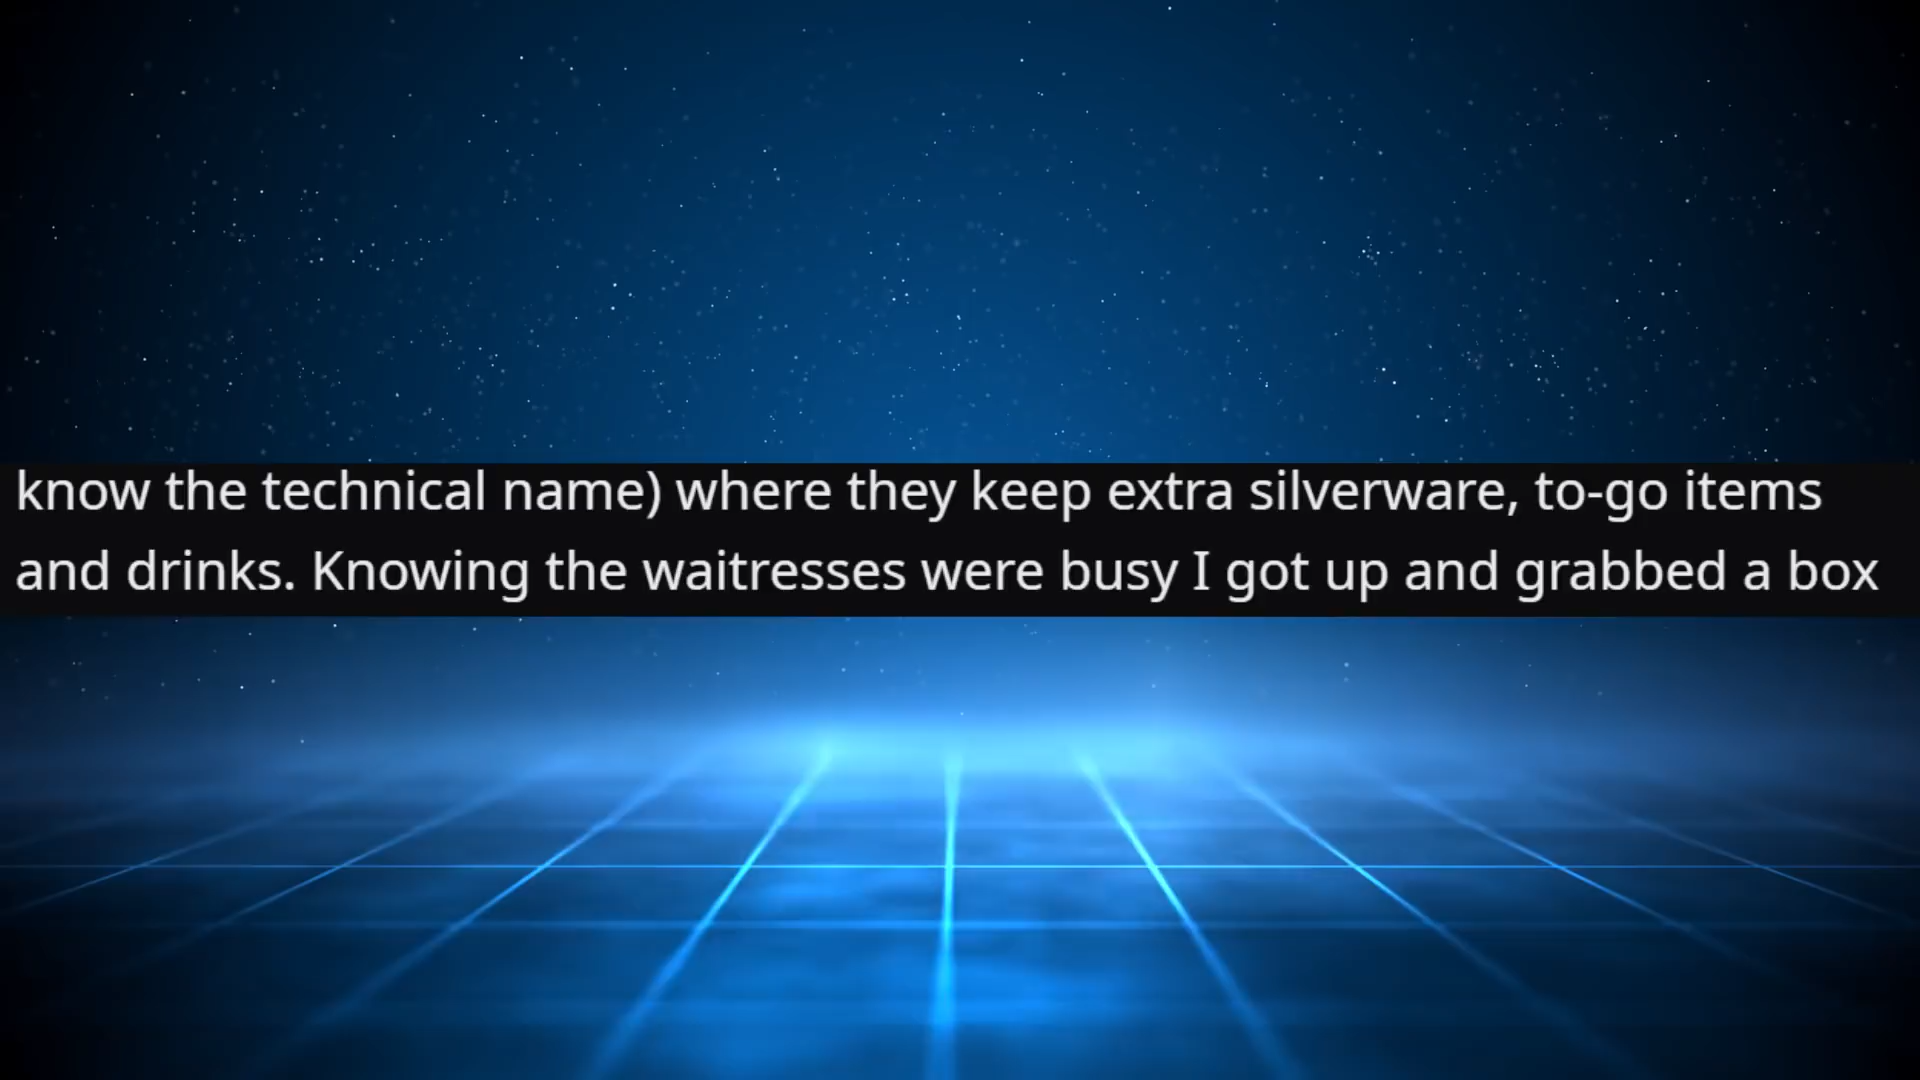 know the technical name) where they keep extra silverware, to-go items
and drinks. Knowing the waitresses were busy I got up and grabbed a box